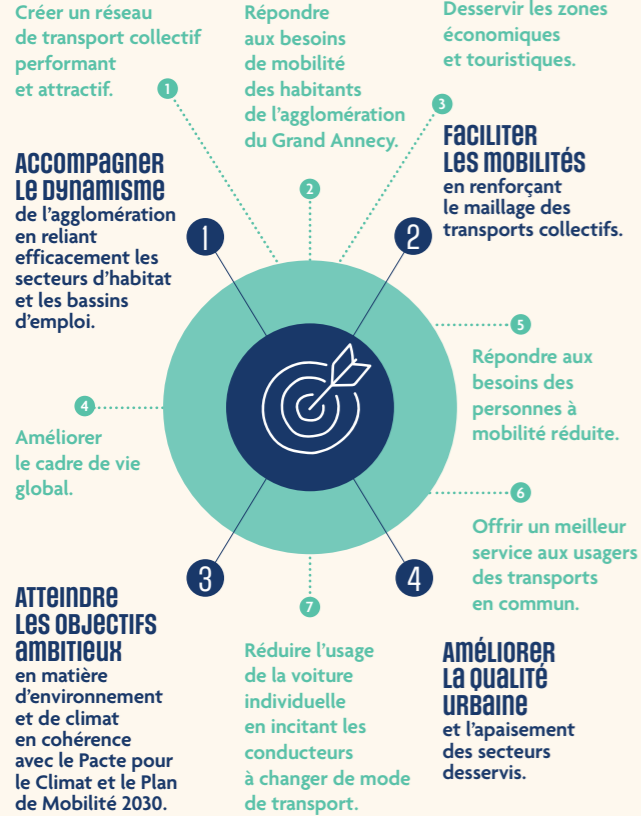 Créer un réseau
de transport collectif
performant
et attractif.
1
Répondre
aux besoins
de mobilité
des habitants
de l'agglomération
du Grand Annecy.
2
Desservir les zones
économiques
et touristiques.
3
ACCOMPAGNER
LE DYNAMISME
de l'agglomération
en reliant
efficacement les
secteurs d'habitat
et les bassins
d'emploi.
1
FACILITER
LES MOBILITÉS
en renforçant
le maillage des
transports collectifs.
2
4
Améliorer
le cadre de vie
global.
5
Répondre aux
besoins des
personnes à
mobilité réduite.
6
Offrir un meilleur
service aux usagers
des transports
en commun.
3
ATTEINDRE
LES OBJECTIFS
AMBITIEUX
en matière
d'environnement
et de climat
en cohérence
avec le Pacte pour
le Climat et le Plan
de Mobilité 2030.
7
Réduire l'usage
de la voiture
individuelle
en incitant les
conducteurs
à changer de mode
de transport.
4
AMÉLIORER
LA QUALITÉ
URBAINE
et l'apaisement
des secteurs
desservis.